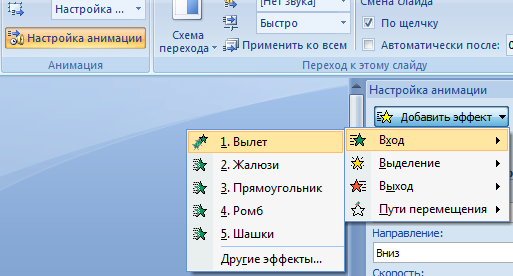 Настройка ...
[Нет звука]
Смена слайда
Быстро
По щелчку
Настройка анимации
Схема
перехода
Применить ко всем
Автоматически после:
Анимация
Переход к этому слайду
Настройка анимации
Добавить эффект
1. Вылет
2. Жалюзи
3. Прямоугольник
4. Ромб
5. Шашки
Другие эффекты...
Вход
Выделение
Выход
Пути перемещения
Направление:
Вниз
Скорость: